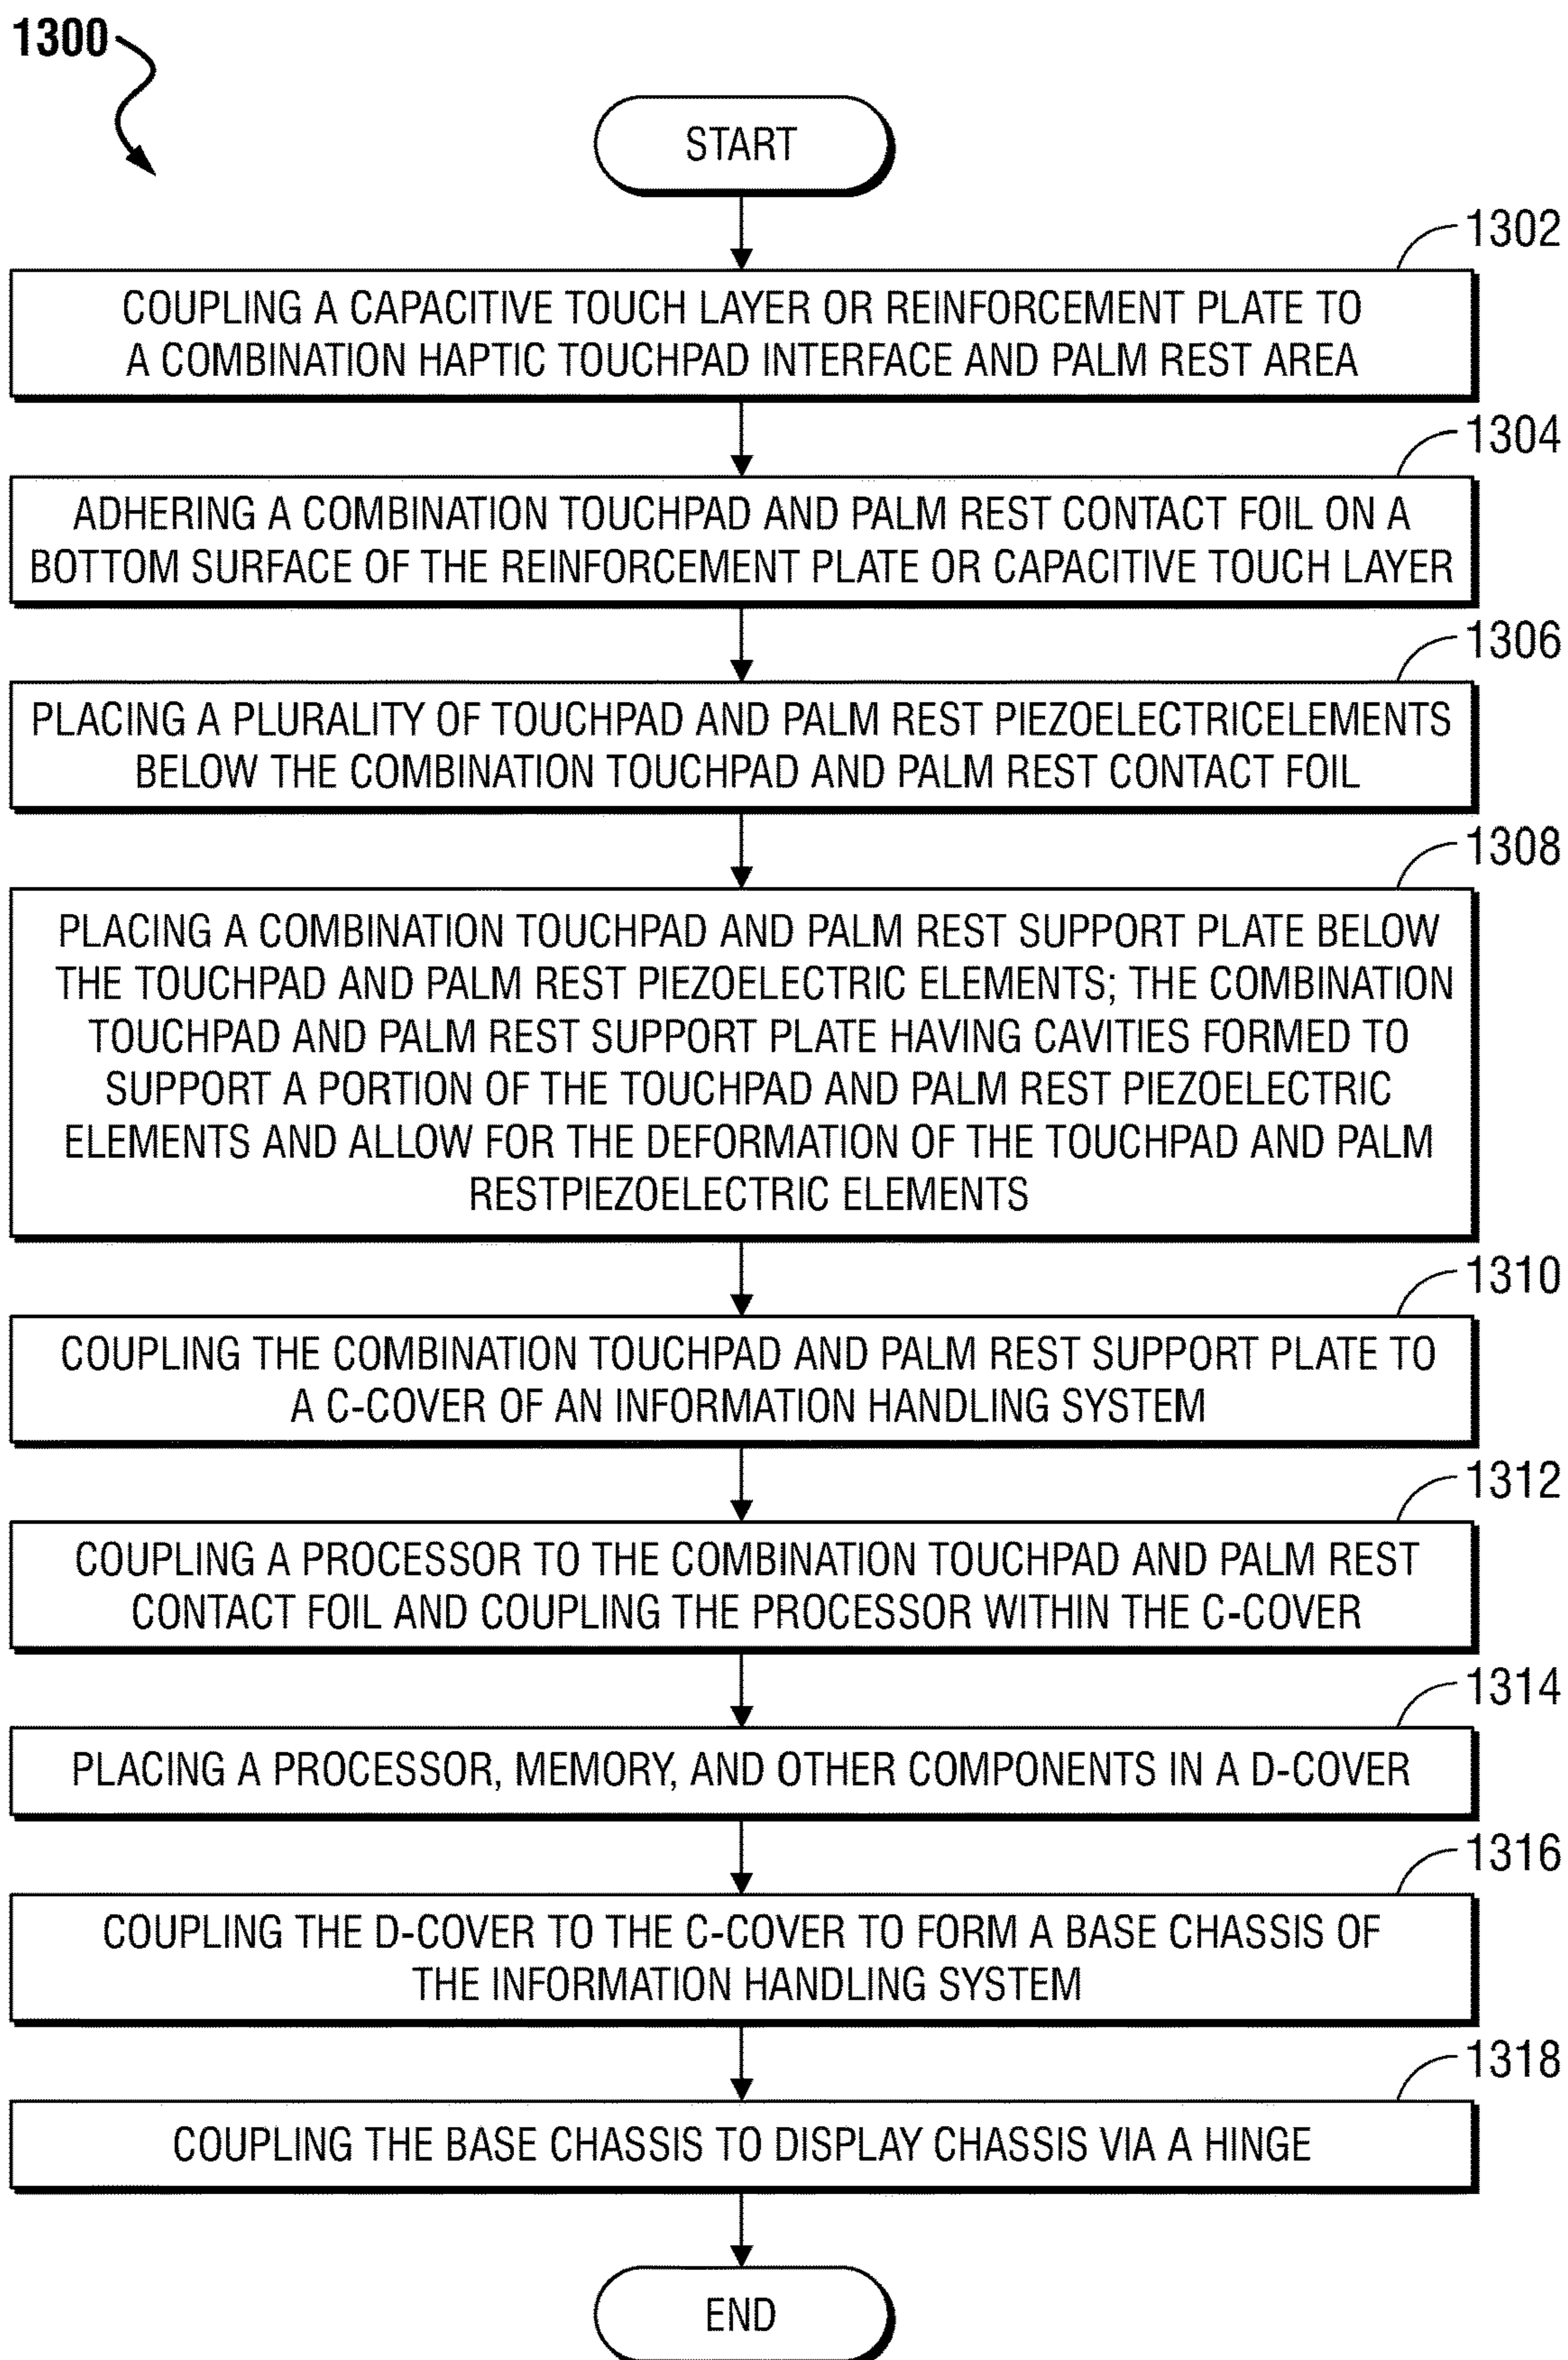 1300
START
1302
COUPLING A CAPACITIVE TOUCH LAYER OR REINFORCEMENT PLATE TO
A COMBINATION HAPTIC TOUCHPAD INTERFACE AND PALM REST AREA
1304
ADHERING A COMBINATION TOUCHPAD AND PALM REST CONTACT FOIL ON A
BOTTOM SURFACE OF THE REINFORCEMENT PLATE OR CAPACITIVE TOUCH LAYER
1306
PLACING A PLURALITY OF TOUCHPAD AND PALM REST PIEZOELECTRICELEMENTS
BELOW THE COMBINATION TOUCHPAD AND PALM REST CONTACT FOIL
1308
PLACING A COMBINATION TOUCHPAD AND PALM REST SUPPORT PLATE BELOW
THE TOUCHPAD AND PALM REST PIEZOELECTRIC ELEMENTS; THE COMBINATION
TOUCHPAD AND PALM REST SUPPORT PLATE HAVING CAVITIES FORMED TO
SUPPORT A PORTION OF THE TOUCHPAD AND PALM REST PIEZOELECTRIC
ELEMENTS AND ALLOW FOR THE DEFORMATION OF THE TOUCHPAD AND PALM
RESTPIEZOELECTRIC ELEMENTS
1310
COUPLING THE COMBINATION TOUCHPAD AND PALM REST SUPPORT PLATE TO
A C-COVER OF AN INFORMATION HANDLING SYSTEM
1312
COUPLING A PROCESSOR TO THE COMBINATION TOUCHPAD AND PALM REST
CONTACT FOIL AND COUPLING THE PROCESSOR WITHIN THE C-COVER
1314
PLACING A PROCESSOR, MEMORY, AND OTHER COMPONENTS IN A D-COVER
1316
COUPLING THE D-COVER TO THE C-COVER TO FORM A BASE CHASSIS OF
THE INFORMATION HANDLING SYSTEM
1318
COUPLING THE BASE CHASSIS TO DISPLAY CHASSIS VIA A HINGE
END